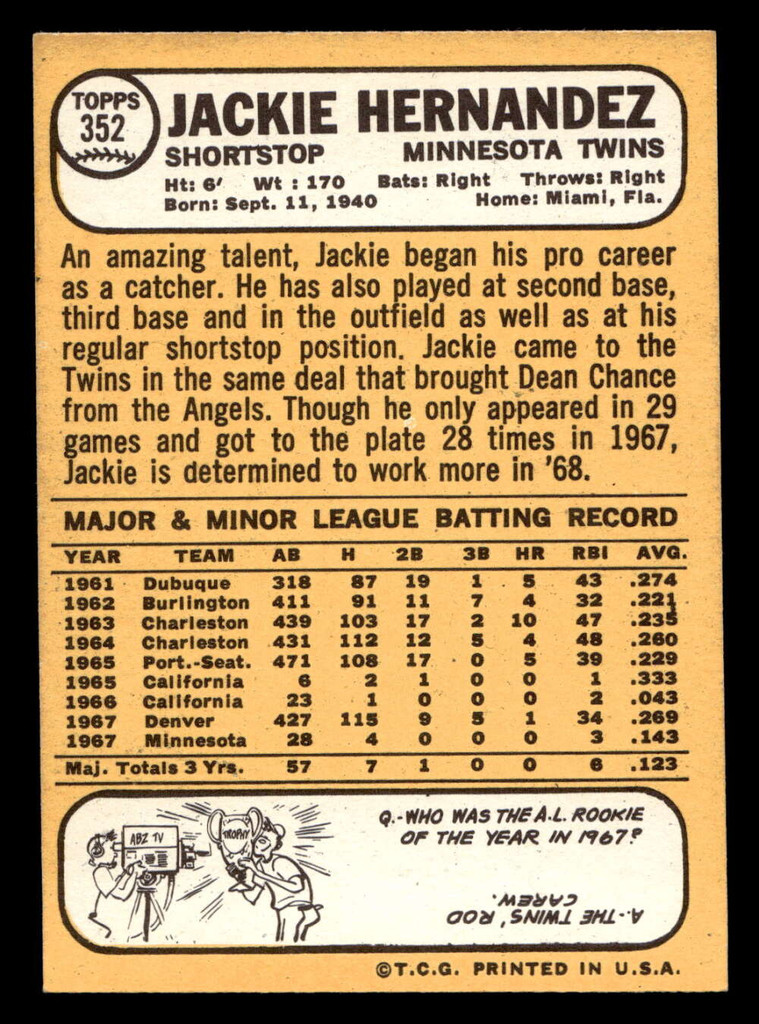 TOPPS
352
JACKIE HERNANDEZ
SHORTSTOP MINNESOTA TWINS
Ht: 6' Wt : 170 Bats: Right Throws: Right
Born: Sept. 11, 1940 Home: Miami, Fla.
An amazing talent, Jackie began his pro career
as a catcher. He has also played at second base,
third base and in the outfield as well as at his
regular shortstop position. Jackie came to the
Twins in the same deal that brought Dean Chance
from the Angels. Though he only appeared in 29
games and got to the plate 28 times in 1967,
Jackie is determined to work more in '68.
MAJOR & MINOR LEAGUE BATTING RECORD
YEAR TEAM AB H 2B 3B HR RBI AVG.
1961 Dubuque 318 87 19 1 5 43 .274
1962 Burlington 411 91 11 7 4 32 .221
1963 Charleston 439 103 17 2 10 47 .235
1964 Charleston 431 112 12 5 4 48 .260
1965 Port.-Seat. 471 108 17 0 5 39 .229
1965 California 6 2 1 0 0 1 .333
1966 California 23 1 0 0 0 2 .043
1967 Denver 427 115 9 5 1 34 .269
1967 Minnesota 28 4 0 0 0 3 .143
Maj. Totals 3 Yrs. 57 7 1 0 0 6 .123
ABZ TV
TROPHY
Q.-WHO WAS THE A.L. ROOKIE
OF THE YEAR IN 1967?
A.-THE TWINS', ROD
CAREW.
©T.C.G. PRINTED IN U.S.A.